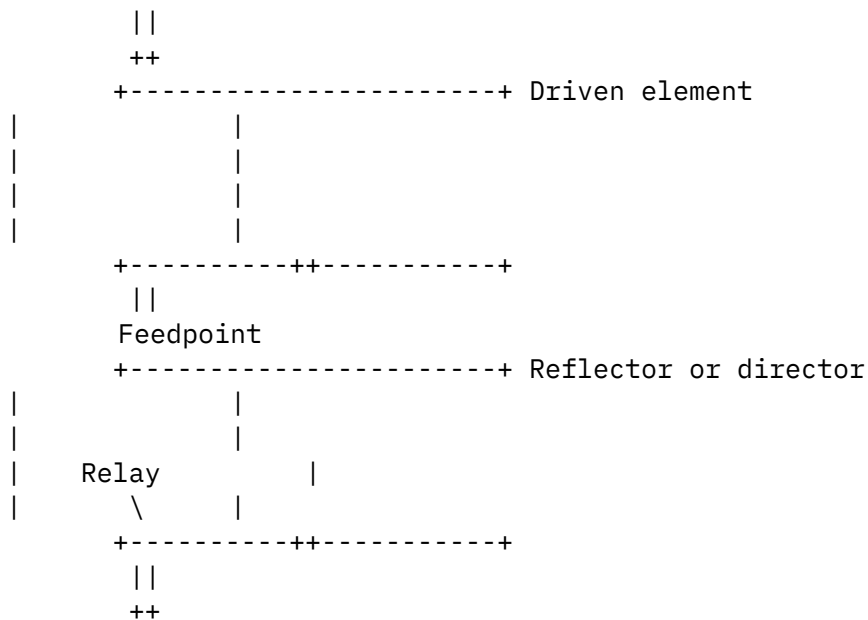 ||
++
+-----------------------+ Driven element
| |
| |
| |
| |
+----------++-----------+
||
Feedpoint
+-----------------------+ Reflector or director
| |
| |
| Relay |
| \ |
+----------++-----------+
||
++